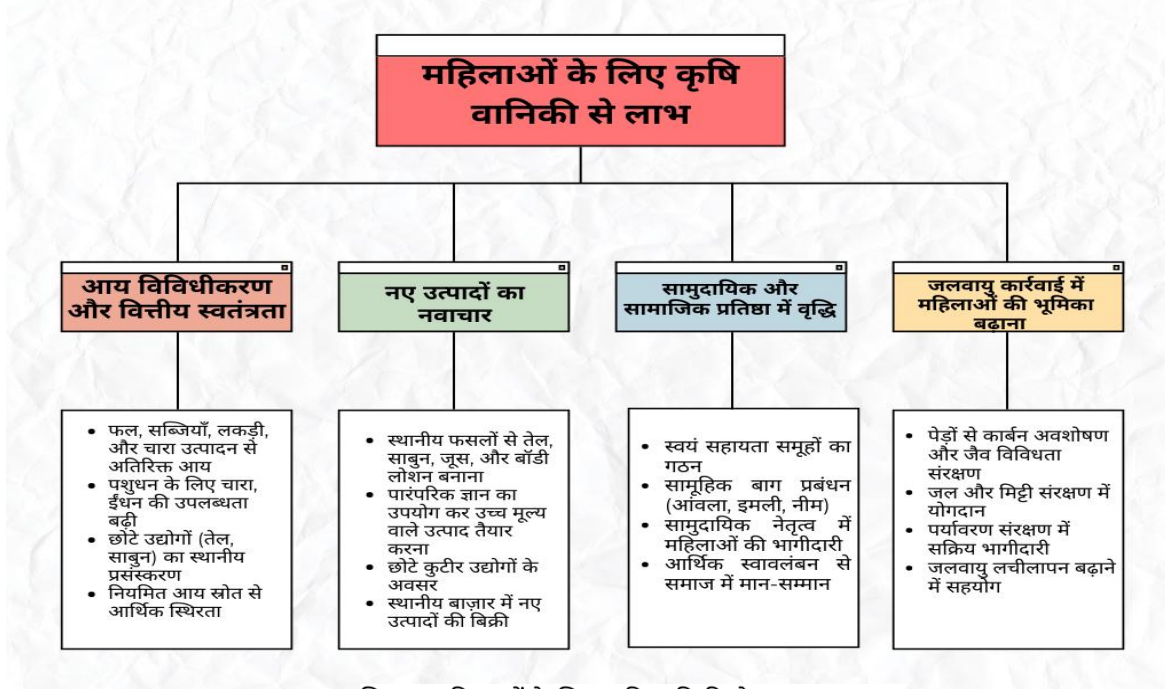 महिलाओं के लिए कृषि
वानिकी से लाभ
आय विविधीकरण
और वित्तीय स्वतंत्रता
नए उत्पादों का
नवाचार
सामुदायिक और
सामाजिक प्रतिष्ठा में वृद्धि
जलवायु कार्रवाई में
महिलाओं की भूमिका
बढ़ाना
• फल, सब्जियाँ, लकड़ी,
और चारा उत्पादन से
अतिरिक्त आय
• पशुधन के लिए चारा,
ईंधन की उपलब्धता
बढ़ी
• छोटे उद्योगों (तेल,
साबुन) का स्थानीय
प्रसंस्करण
• नियमित आय स्रोत से
आर्थिक स्थिरता
• स्थानीय फसलों से तेल,
साबुन, जूस, और बॉडी
लोशन बनाना
• पारंपरिक ज्ञान का
उपयोग कर उच्च मूल्य
वाले उत्पाद तैयार
करना
• छोटे कुटीर उद्योगों के
अवसर
• स्थानीय बाज़ार में नए
उत्पादों की बिक्री
• स्वयं सहायता समूहों का
गठन
• सामूहिक बाग प्रबंधन
(आंवला, इमली, नीम)
• सामुदायिक नेतृत्व में
महिलाओं की भागीदारी
• आर्थिक स्वावलंबन से
समाज में मान-सम्मान
• पेड़ों से कार्बन अवशोषण
और जैव विविधता
संरक्षण
• जल और मिट्टी संरक्षण में
योगदान
• पर्यावरण संरक्षण में
सक्रिय भागीदारी
• जलवायु लचीलापन बढ़ाने
में सहयोग